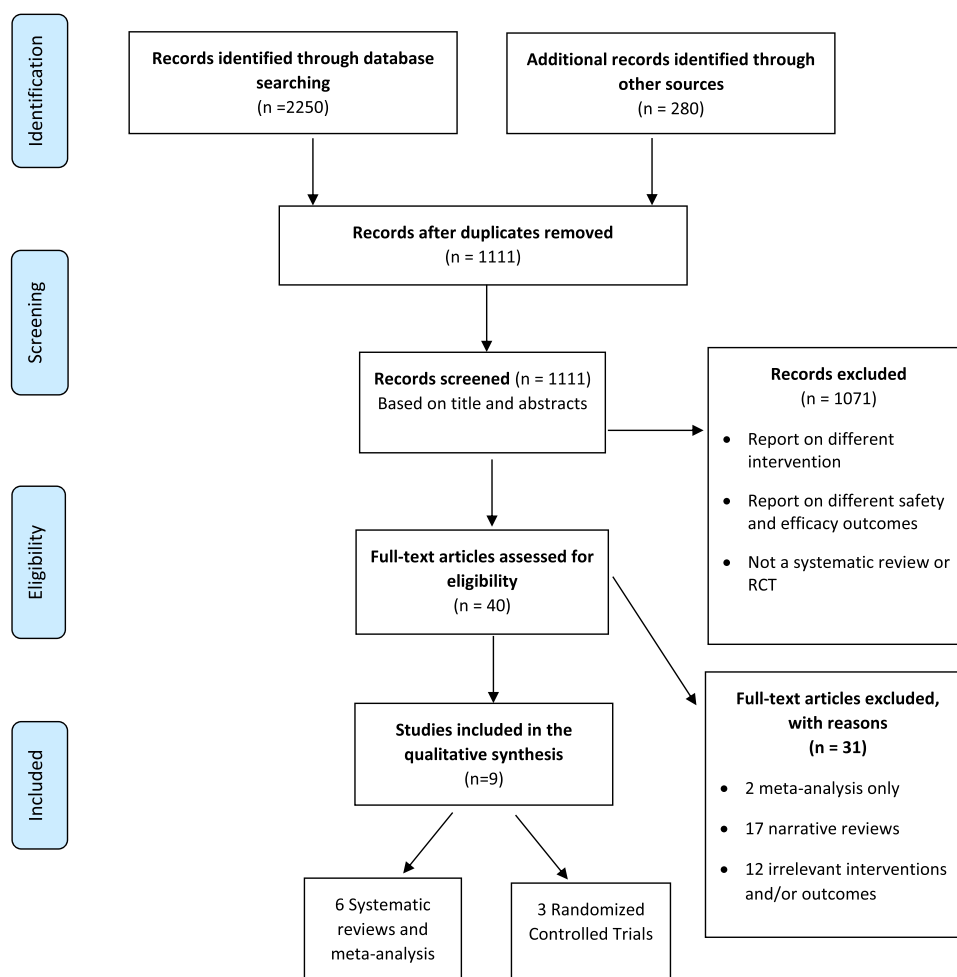 Identification
Records identified through database
searching
(n =2250)
Additional records identified through
other sources
(n = 280)
Records after duplicates removed
(n = 1111)
Screening
Records screened (n = 1111)
Based on title and abstracts
Records excluded
(n = 1071)
• Report on different
intervention
• Report on different safety
and efficacy outcomes
• Not a systematic review or
RCT
Eligibility
Full-text articles assessed for
eligibility
(n = 40)
Full-text articles excluded,
with reasons
(n = 31)
• 2 meta-analysis only
• 17 narrative reviews
• 12 irrelevant interventions
and/or outcomes
Included
Studies included in the
qualitative synthesis
(n=9)
6 Systematic
reviews and
meta-analysis
3 Randomized
Controlled Trials